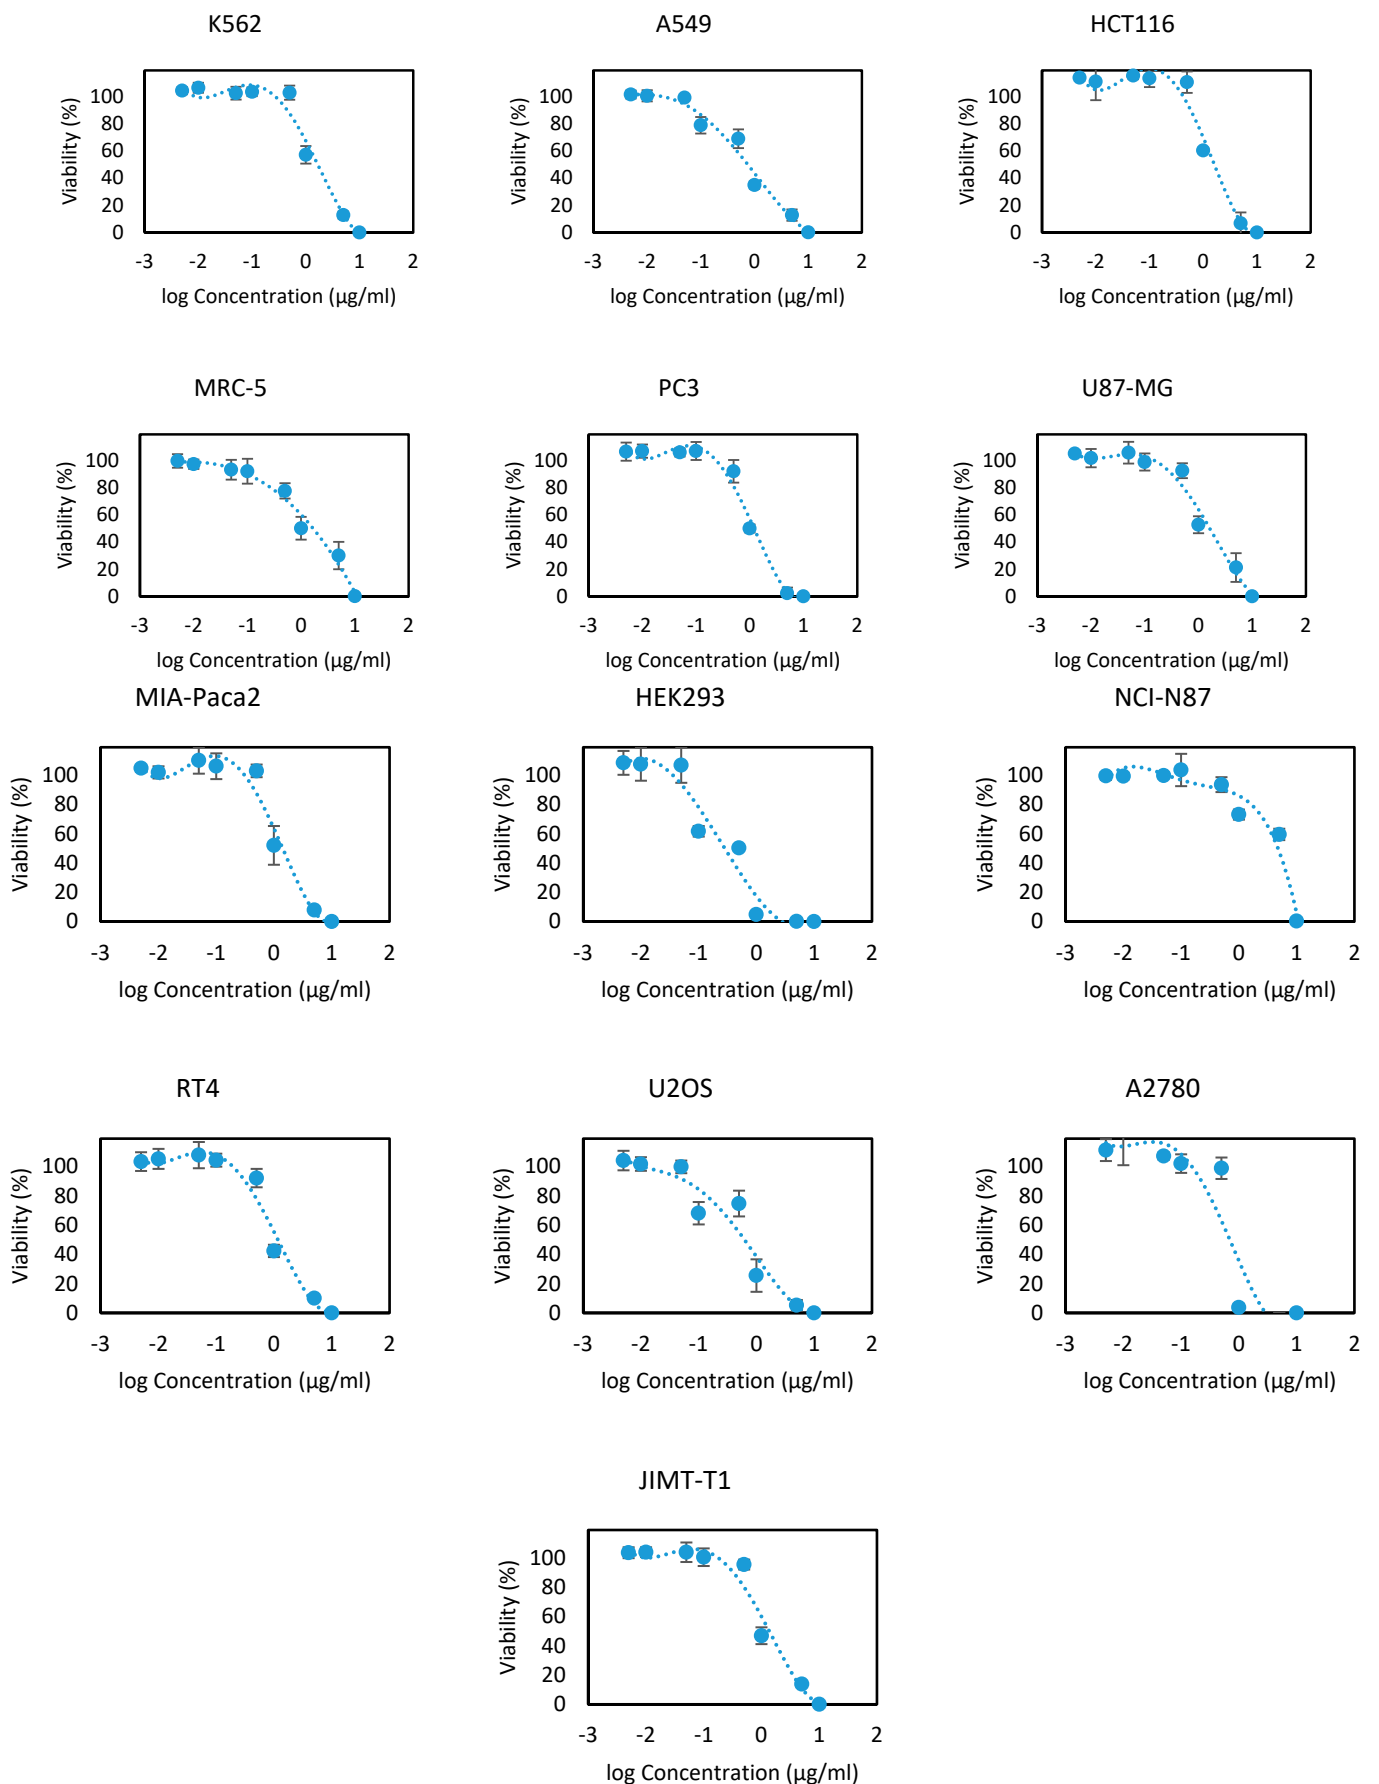 K562
A549
HCT116
Viability (%)
100
80
60
40
20
0
-3 -2 -1 0 1 2
log Concentration (µg/ml)
Viability (%)
100
80
60
40
20
0
-3 -2 -1 0 1 2
log Concentration (µg/ml)
Viability (%)
100
80
60
40
20
0
-3 -2 -1 0 1 2
log Concentration (µg/ml)
MRC-5
PC3
U87-MG
Viability (%)
100
80
60
40
20
0
-3 -2 -1 0 1 2
log Concentration (µg/ml)
Viability (%)
100
80
60
40
20
0
-3 -2 -1 0 1 2
log Concentration (µg/ml)
Viability (%)
100
80
60
40
20
0
-3 -2 -1 0 1 2
log Concentration (µg/ml)
MIA-Paca2
HEK293
NCI-N87
Viability (%)
100
80
60
40
20
0
-3 -2 -1 0 1 2
log Concentration (µg/ml)
Viability (%)
100
80
60
40
20
0
-3 -2 -1 0 1 2
log Concentration (µg/ml)
Viability (%)
100
80
60
40
20
0
-3 -2 -1 0 1 2
log Concentration (µg/ml)
RT4
U2OS
A2780
Viability (%)
100
80
60
40
20
0
-3 -2 -1 0 1 2
log Concentration (µg/ml)
Viability (%)
100
80
60
40
20
0
-3 -2 -1 0 1 2
log Concentration (µg/ml)
Viability (%)
100
80
60
40
20
0
-3 -2 -1 0 1 2
log Concentration (µg/ml)
JIMT-T1
Viability (%)
100
80
60
40
20
0
-3 -2 -1 0 1 2
log Concentration (µg/ml)